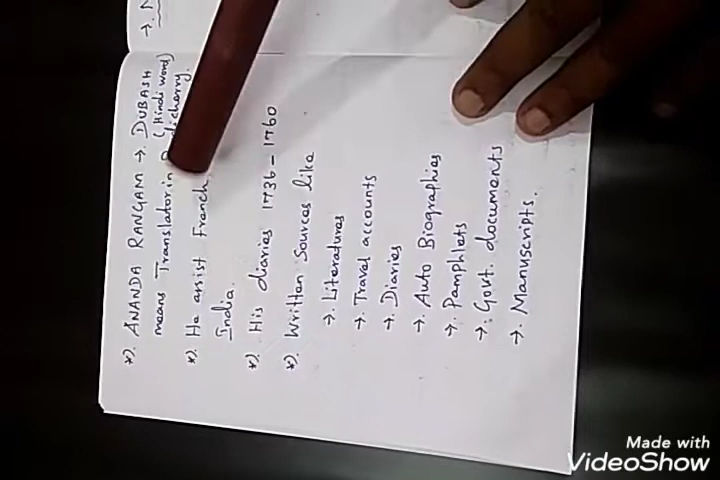 → 
*). ANANDA RANGAM → DUBASH
(Hindi word)
means - Translator in
dicherry.
*). He assist French
India.
*). His diaries 1736 - 1760
*). Written Sources like
→. Literatures
→. Travel accounts
→. Diaries
→. Auto Biographies
→. Pamphlets
→. Govt. documents
→. Manuscripts.
Made with
VideoShow